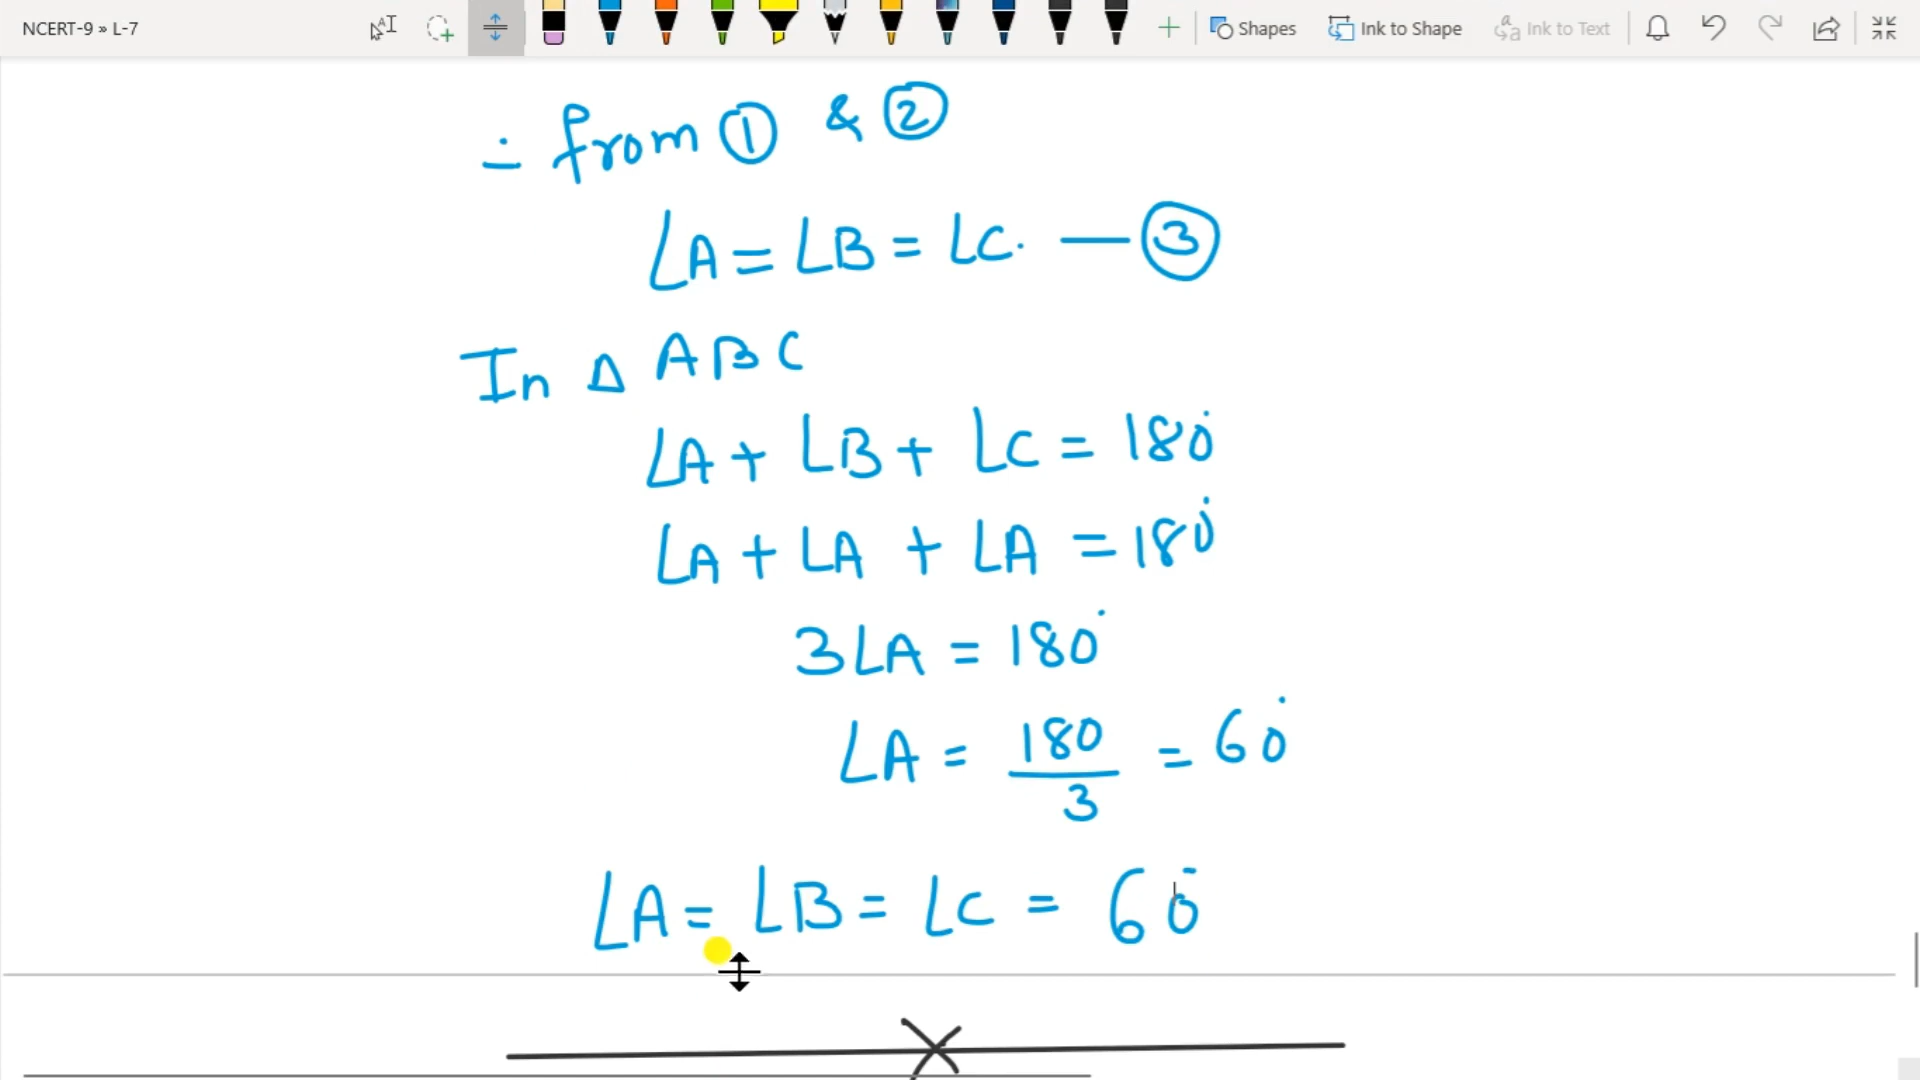 NCERT-9 » L-7
Shapes
Ink to Shape
Ink to Text
∴ from ① & ②
∠A = ∠B = ∠C. — ③
In Δ ABC
∠A + ∠B + ∠C = 180°
∠A + ∠A + ∠A = 180°
3∠A = 180°
∠A = 180/3 = 60°
∠A = ∠B = ∠C = 60°